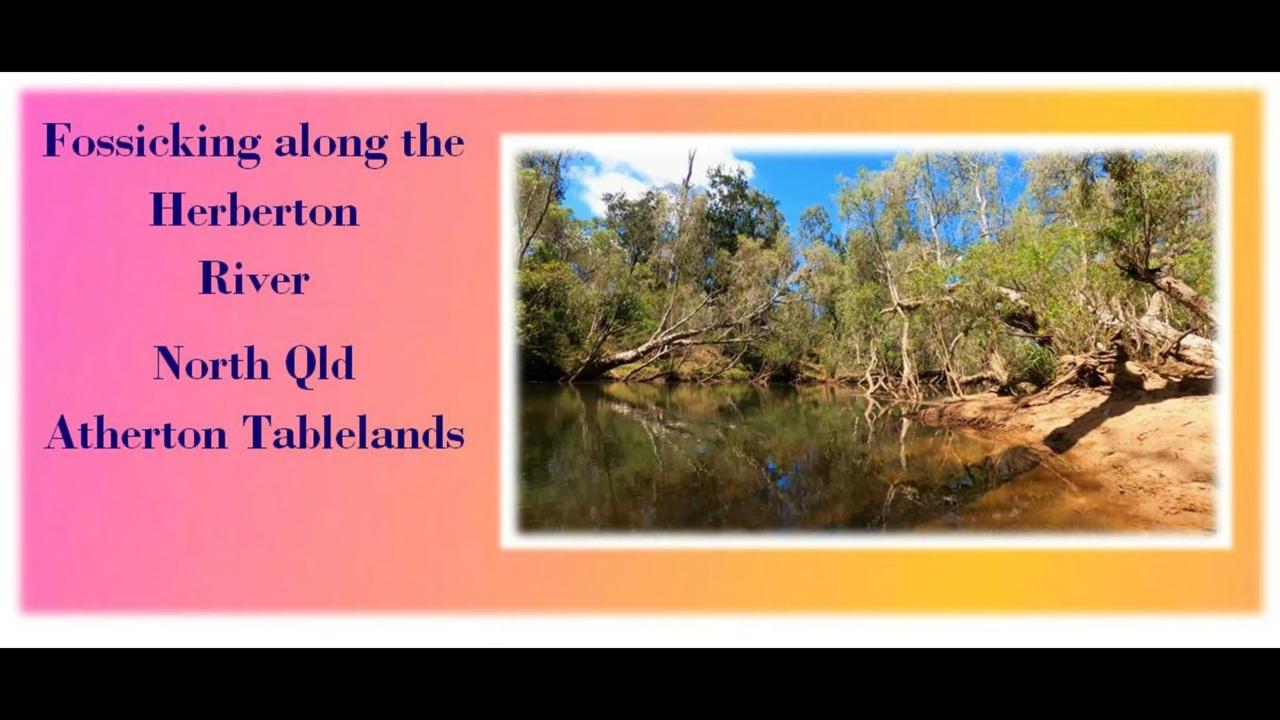 Fossicking along the
Herberton
River
North Qld
Atherton Tablelands